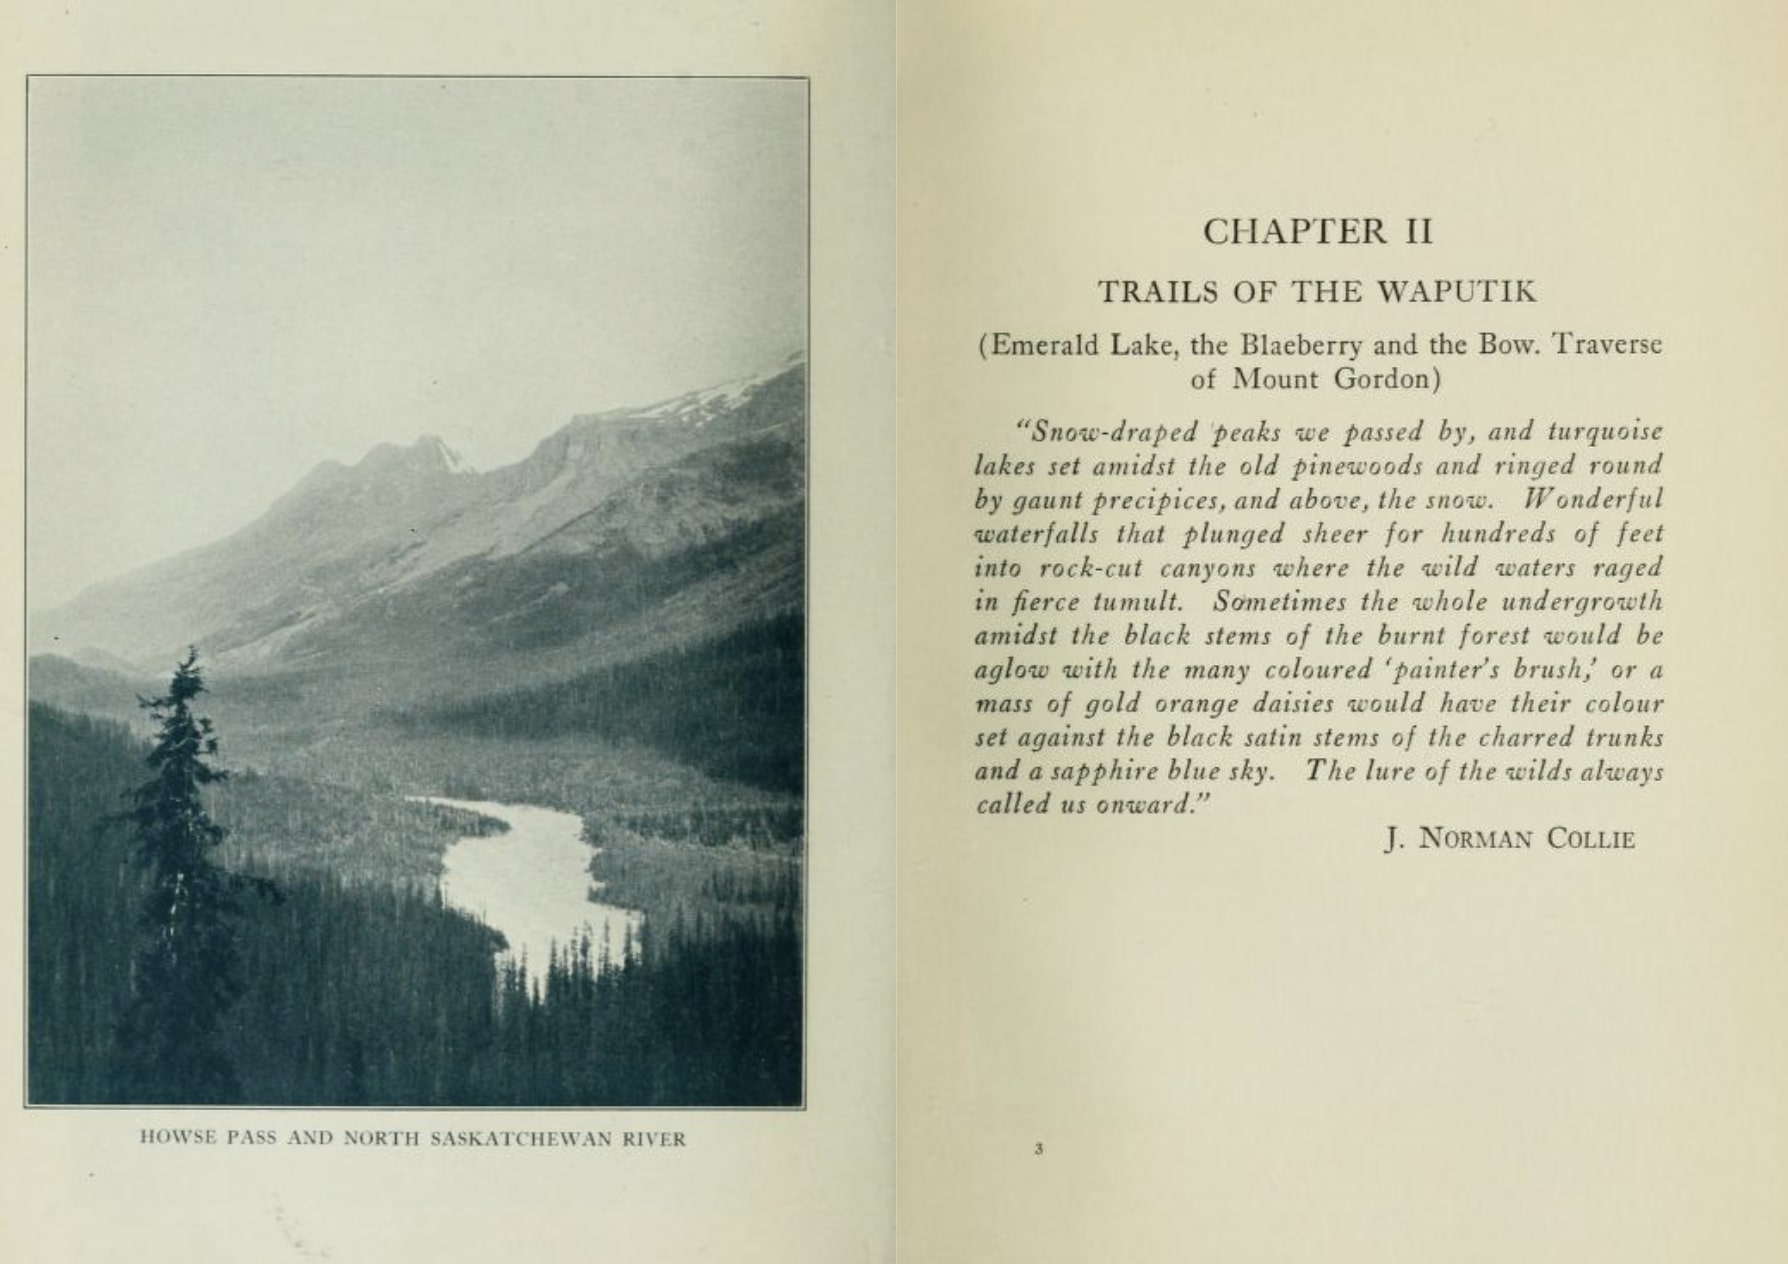 HOWSE PASS AND NORTH SASKATCHEWAN RIVER
CHAPTER II
TRAILS OF THE WAPUTIK
(Emerald Lake, the Blaeberry and the Bow. Traverse
of Mount Gordon)
"Snow-draped peaks we passed by, and turquoise
lakes set amidst the old pinewoods and ringed round
by gaunt precipices, and above, the snow. Wonderful
waterfalls that plunged sheer for hundreds of feet
into rock-cut canyons where the wild waters raged
in fierce tumult. Sometimes the whole undergrowth
amidst the black stems of the burnt forest would be
aglow with the many coloured 'painter's brush,' or a
mass of gold orange daisies would have their colour
set against the black satin stems of the charred trunks
and a sapphire blue sky. The lure of the wilds always
called us onward."
J. NORMAN COLLIE
3